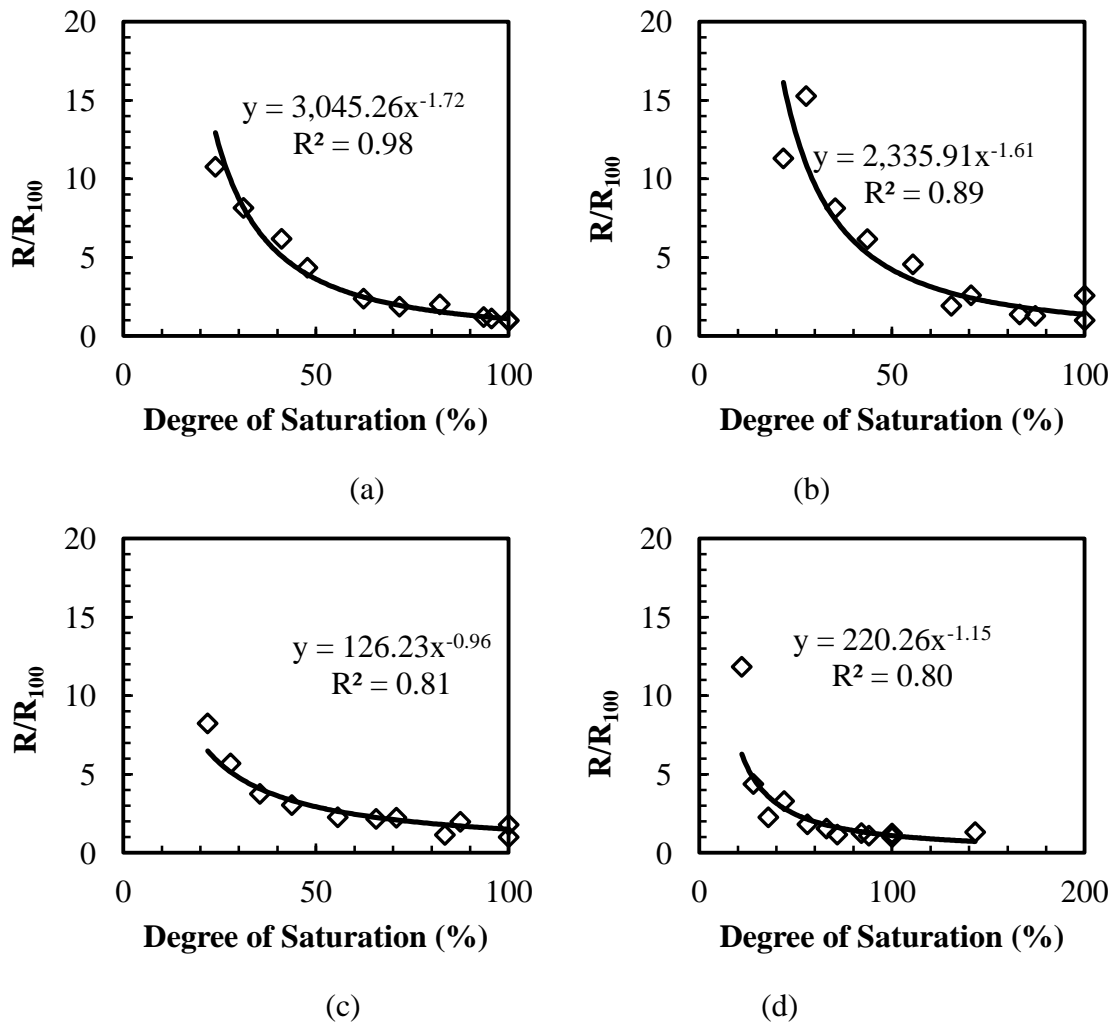 20
15
10
5
0
R/R₁₀₀
y = 3,045.26x⁻¹·⁷²
R² = 0.98
0 50 100
Degree of Saturation (%)
(a)
20
15
10
5
0
R/R₁₀₀
y = 2,335.91x⁻¹·⁶¹
R² = 0.89
0 50 100
Degree of Saturation (%)
(b)
20
15
10
5
0
R/R₁₀₀
y = 126.23x⁻⁰·⁹⁶
R² = 0.81
0 50 100
Degree of Saturation (%)
(c)
20
15
10
5
0
R/R₁₀₀
y = 220.26x⁻¹·¹⁵
R² = 0.80
0 100 200
Degree of Saturation (%)
(d)